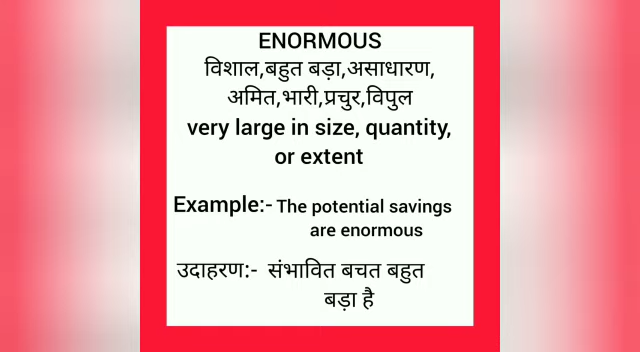 ENORMOUS
विशाल,बहुत बड़ा,असाधारण,
अमित,भारी,प्रचुर,विपुल
very large in size, quantity,
or extent
Example:- The potential savings
are enormous
उदाहरण:- संभावित बचत बहुत
बड़ा है